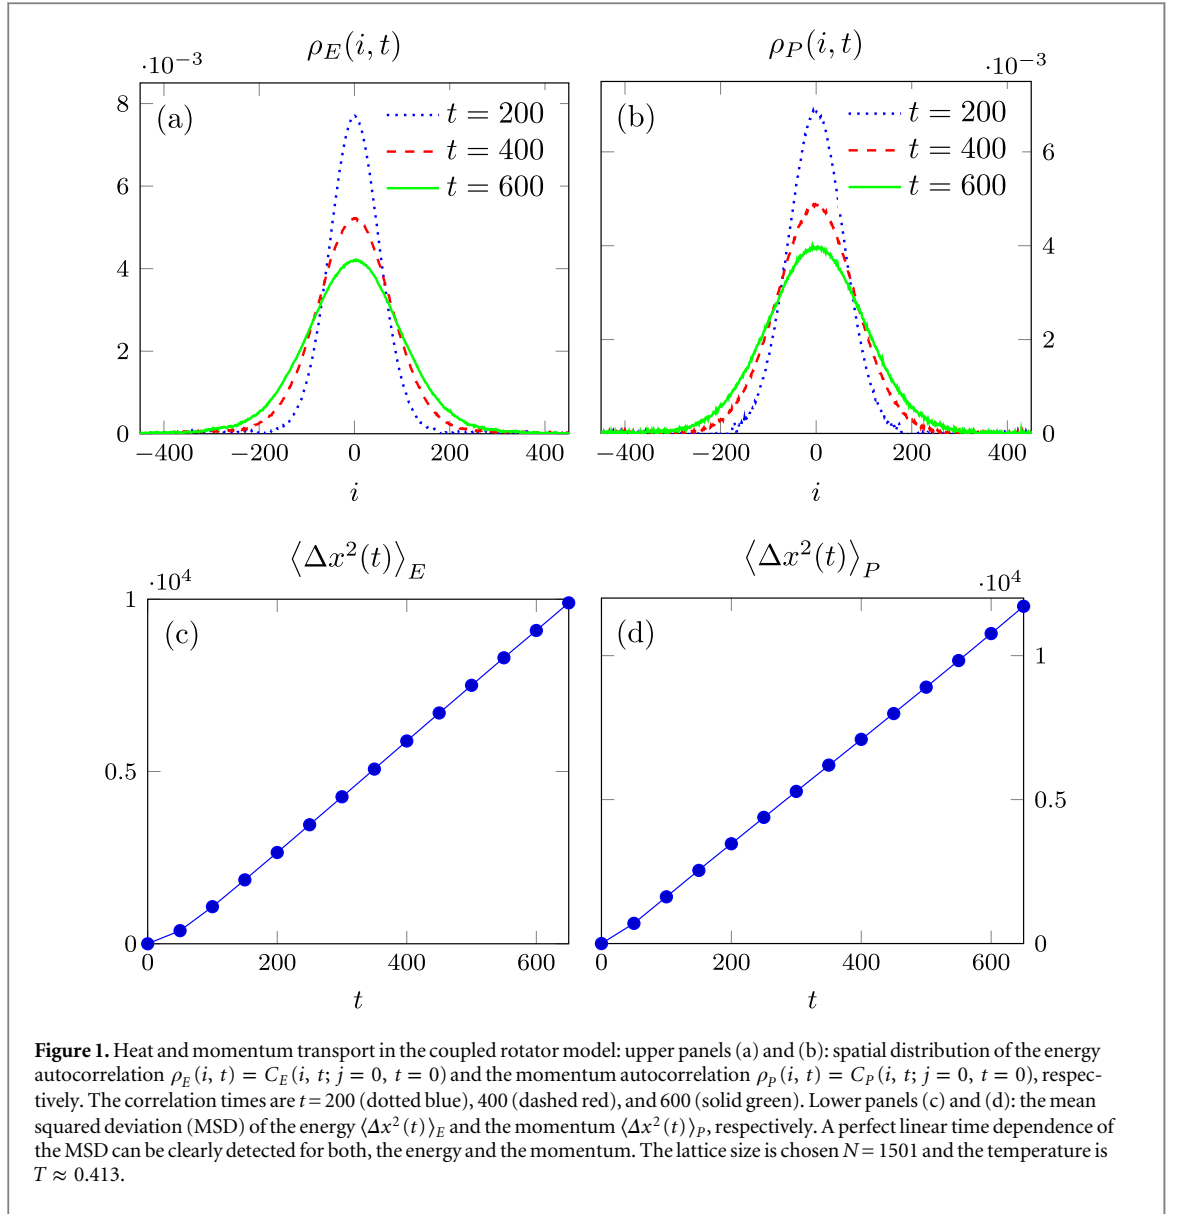 ρ_E(i, t)
ρ_P(i, t)
·10⁻³
·10⁻³
(a)
t = 200
t = 400
t = 600
8
6
4
2
0
−400 −200 0 200 400
i
(b)
t = 200
t = 400
t = 600
6
4
2
0
−400 −200 0 200 400
i
⟨Δx²(t)⟩_E
⟨Δx²(t)⟩_P
·10⁴
·10⁴
(c)
1
0.5
0
0 200 400 600
t
(d)
1
0.5
0
0 200 400 600
t
Figure 1. Heat and momentum transport in the coupled rotator model: upper panels (a) and (b): spatial distribution of the energy
autocorrelation ρ_E(i, t) = C_E(i, t; j = 0, t = 0) and the momentum autocorrelation ρ_P(i, t) = C_P(i, t; j = 0, t = 0), respec-
tively. The correlation times are t = 200 (dotted blue), 400 (dashed red), and 600 (solid green). Lower panels (c) and (d): the mean
squared deviation (MSD) of the energy ⟨Δx²(t)⟩_E and the momentum ⟨Δx²(t)⟩_P, respectively. A perfect linear time dependence of
the MSD can be clearly detected for both, the energy and the momentum. The lattice size is chosen N = 1501 and the temperature is
T ≈ 0.413.